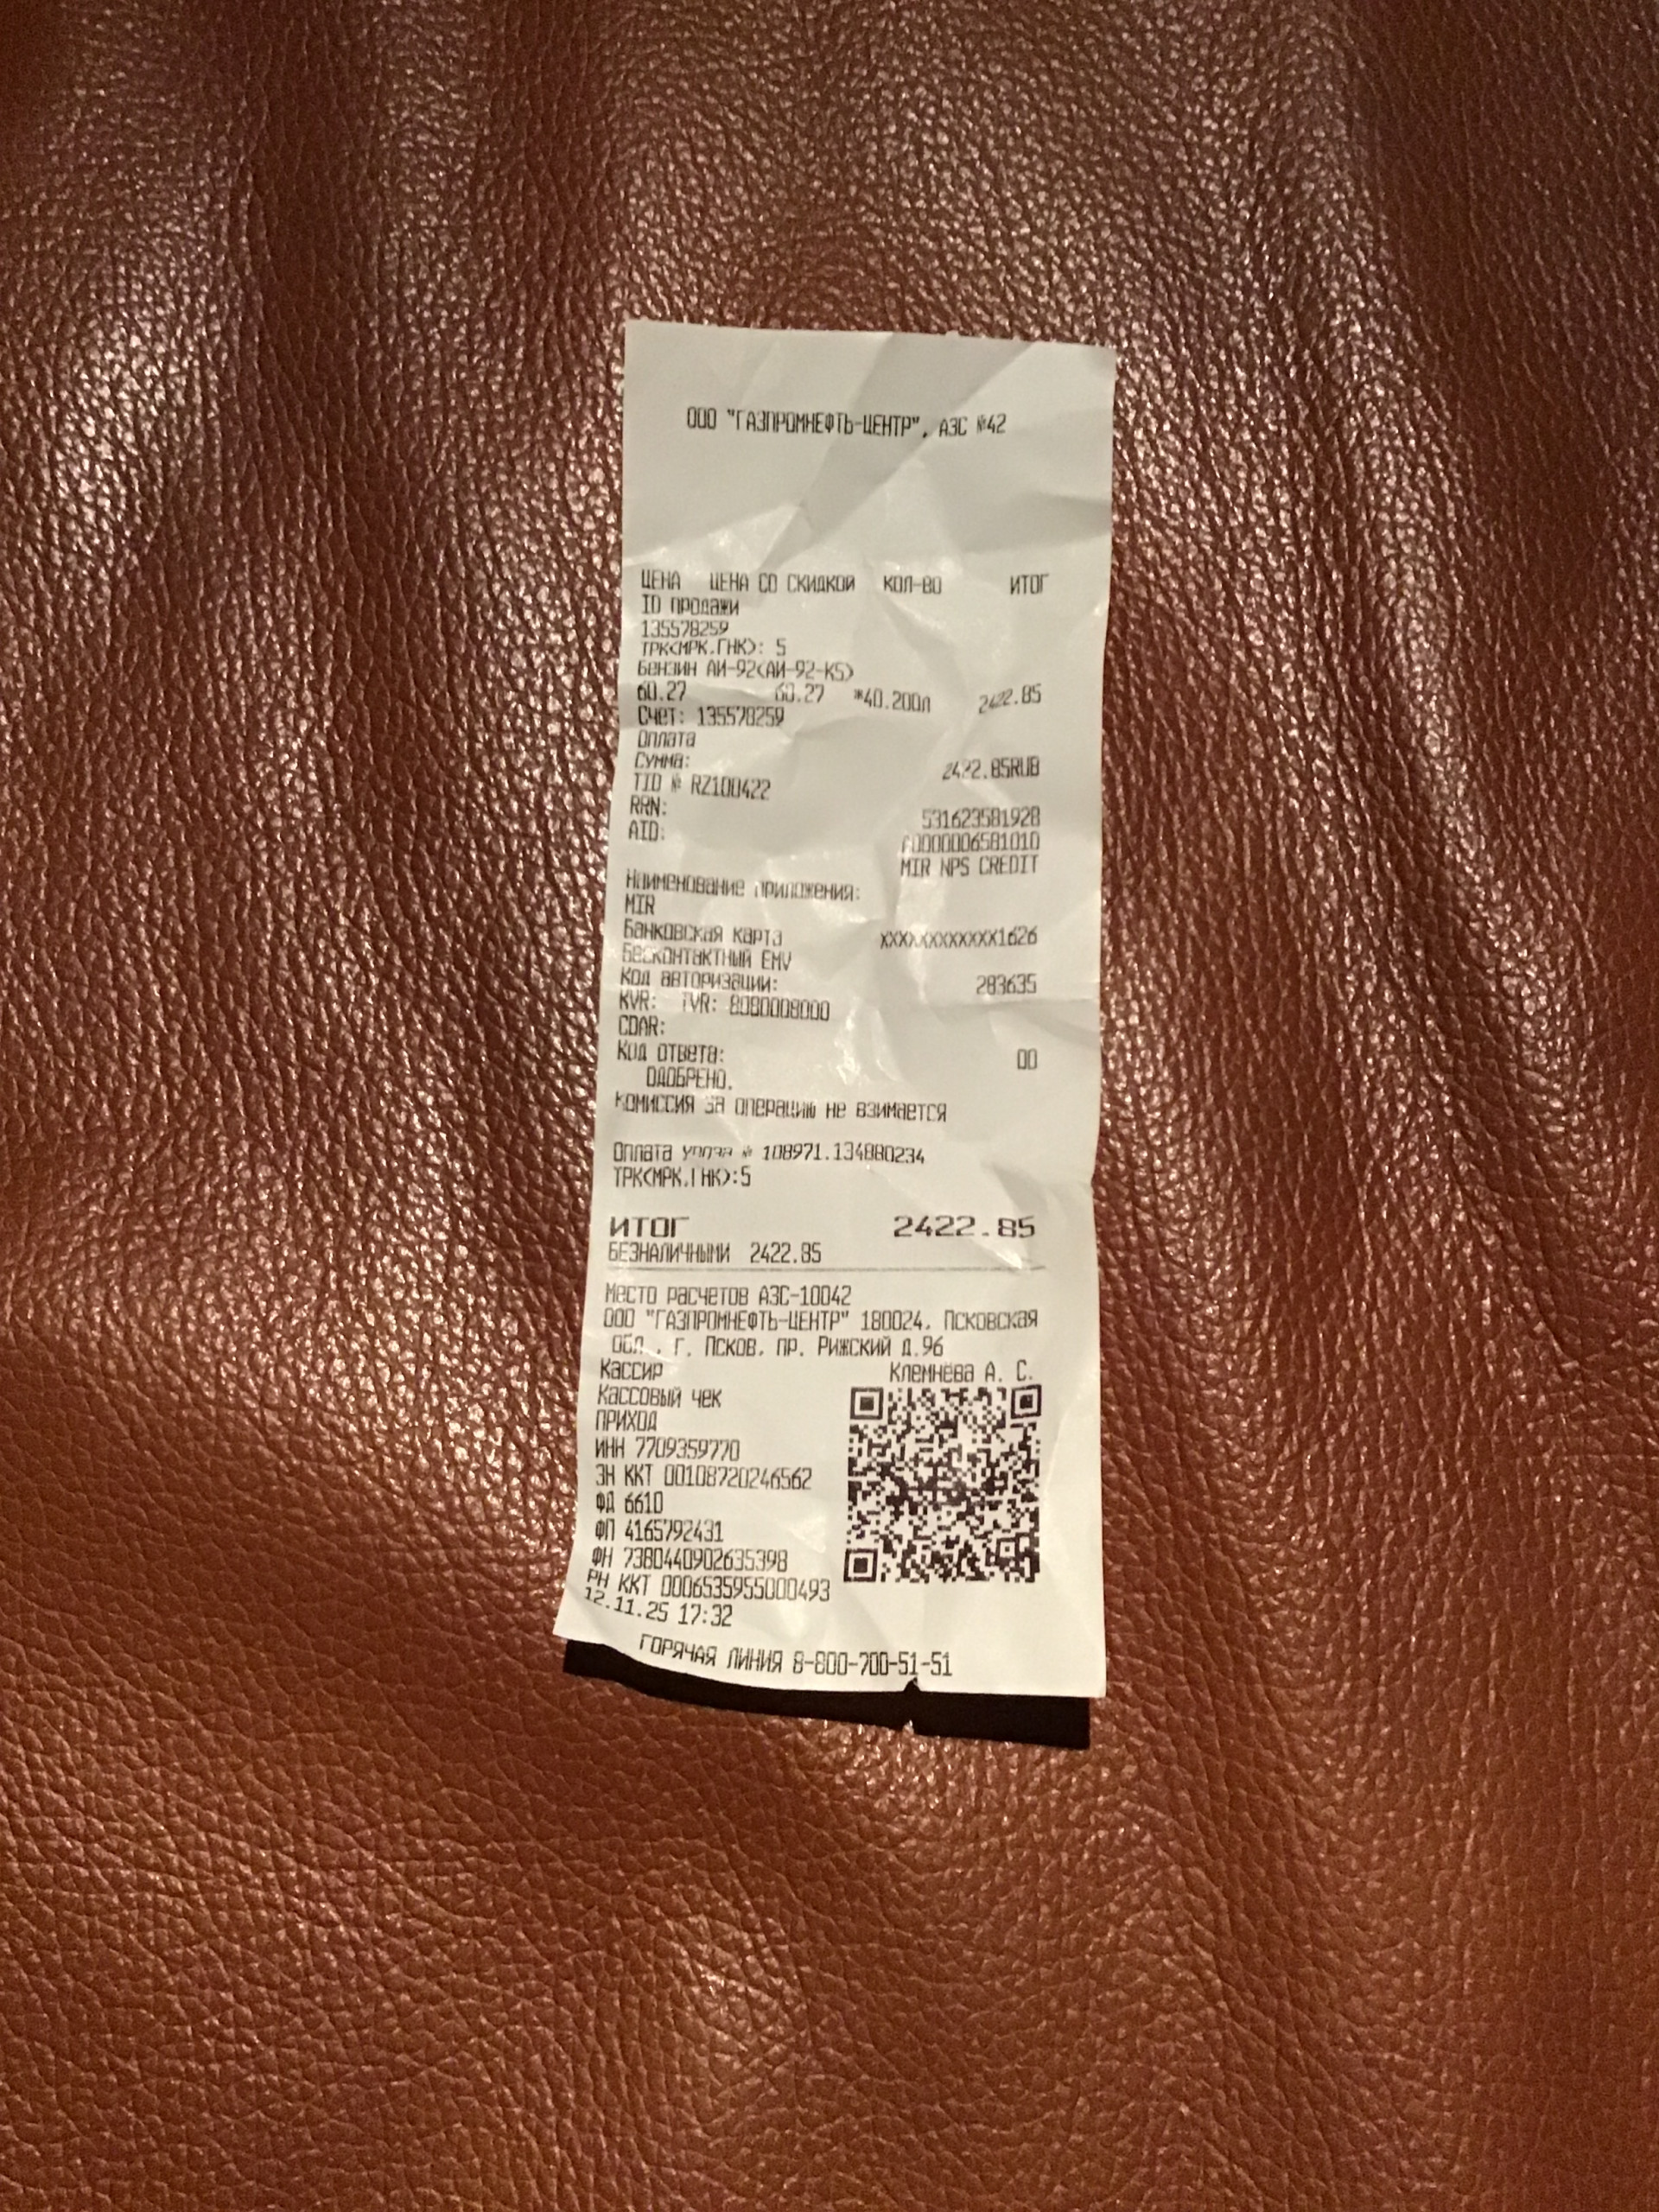 ООО "ГАЗПРОМНЕФТЬ-ЦЕНТР", АЗС №42
ЦЕНА ЦЕНА СО СКИДКОЙ КОЛ-ВО ИТОГ
ID продажи
135578259
ТРК(МРК.ГНК): 5
Бензин АИ-92(АИ-92-К5)
60.27 60.27 *40.200л 2422.85
Счет: 135578259
Оплата
Сумма: 2422.85RUB
TID № RZ100422
RRN: 531623581928
AID: A0000006581010
MIR NPS CREDIT
Наименование приложения:
MIR
Банковская карта XXXXXXXXXXXX1626
Бесконтактный EMV
Код авторизации: 283635
KVR: TVR: 8080008000
CDAR:
Код ответа: 00
ОДОБРЕНО.
Комиссия за операцию не взимается
Оплата № 108971.134880234
ТРК(МРК.ГНК):5
ИТОГ 2422.85
БЕЗНАЛИЧНЫМИ 2422.85
Место расчетов АЗС-10042
ООО "ГАЗПРОМНЕФТЬ-ЦЕНТР" 180024, Псковская
обл., г. Псков, пр. Рижский д.96
Кассир Клемнёва А. С.
Кассовый чек
ПРИХОД
ИНН 7709359770
ЗН ККТ 00108720246562
ФД 6610
ФП 4165792431
ФН 7380440902635398
РН ККТ 0006535955000493
12.11.25 17:32
ГОРЯЧАЯ ЛИНИЯ 8-800-700-51-51